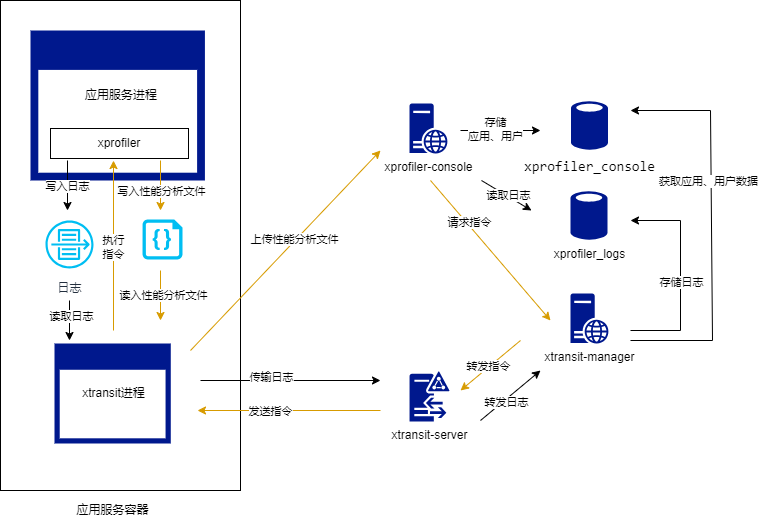 应用服务进程
xprofiler
写入日志
写入性能分析文件
执行
指令
日志
读入性能分析文件
读取日志
xtransit进程
应用服务容器
上传性能分析文件
传输日志
发送指令
xprofiler-console
存储
应用、用户
xprofiler_console
读取日志
获取应用、用户数据
请求指令
xprofiler_logs
存储日志
xtransit-manager
转发指令
转发日志
xtransit-server